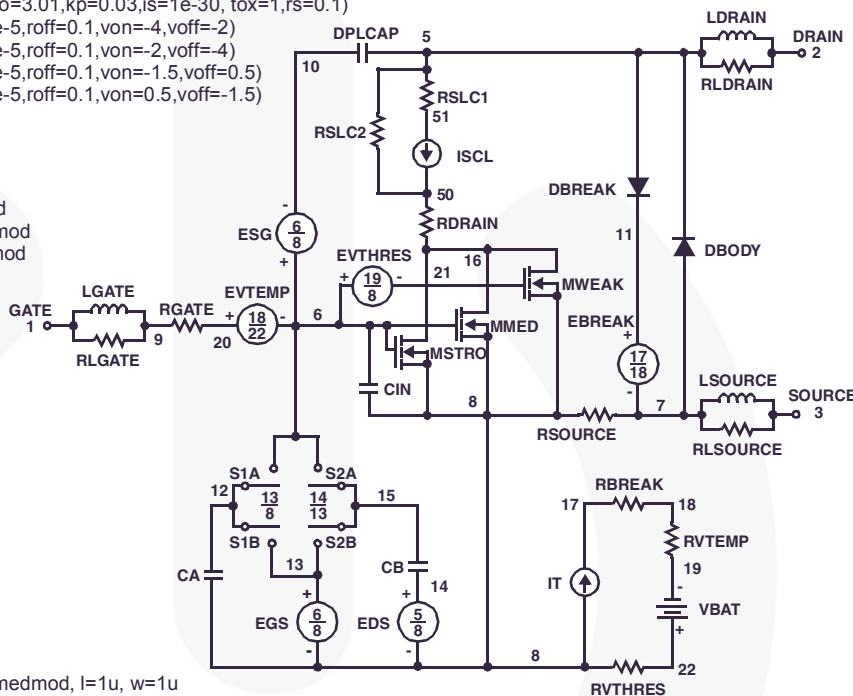 o=3.01,kp=0.03,is=1e-30, tox=1,rs=0.1)
e-5,roff=0.1,von=-4,voff=-2)
e-5,roff=0.1,von=-2,voff=-4)
e-5,roff=0.1,von=-1.5,voff=0.5)
e-5,roff=0.1,von=0.5,voff=-1.5)
d
mod
mod
LDRAIN
DPLCAP 5 DRAIN
2
10
RLDRAIN
RSLC1
51
RSLC2
ISCL
50
DBREAK
RDRAIN
-
ESG 6/8
+
11
DBODY
EVTHRES
16
21
+ 19/8 -
MWEAK
LGATE
EVTEMP
GATE
1
RGATE
+ 18/22 -
6
MMED
EBREAK
+
9
20
RLGATE
MSTRO
17/18
-
LSOURCE
CIN
8
7
SOURCE
3
RSOURCE
RLSOURCE
S1A
S2A
12
13/8
14/13
15
S1B
S2B
RBREAK
17
18
RVTEMP
13
CB
CA
14
IT
19
-
VBAT
+
+
EGS 6/8
-
+
EDS 5/8
-
8
22
RVTHRES
medmod, l=1u, w=1u